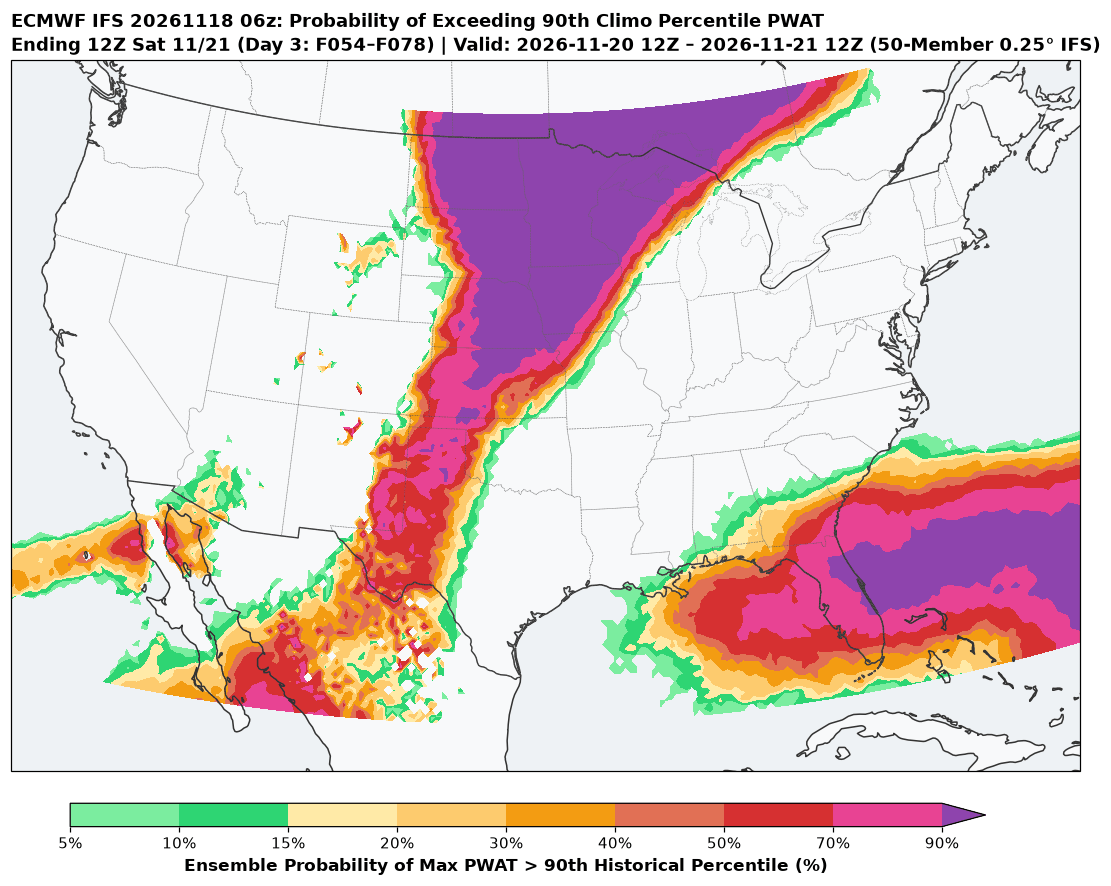 ECMWF IFS 20261118 06z: Probability of Exceeding 90th Climo Percentile PWAT
Ending 12Z Sat 11/21 (Day 3: F054–F078) | Valid: 2026-11-20 12Z – 2026-11-21 12Z (50-Member 0.25° IFS)
5% 10% 15% 20% 30% 40% 50% 70% 90%
Ensemble Probability of Max PWAT > 90th Historical Percentile (%)